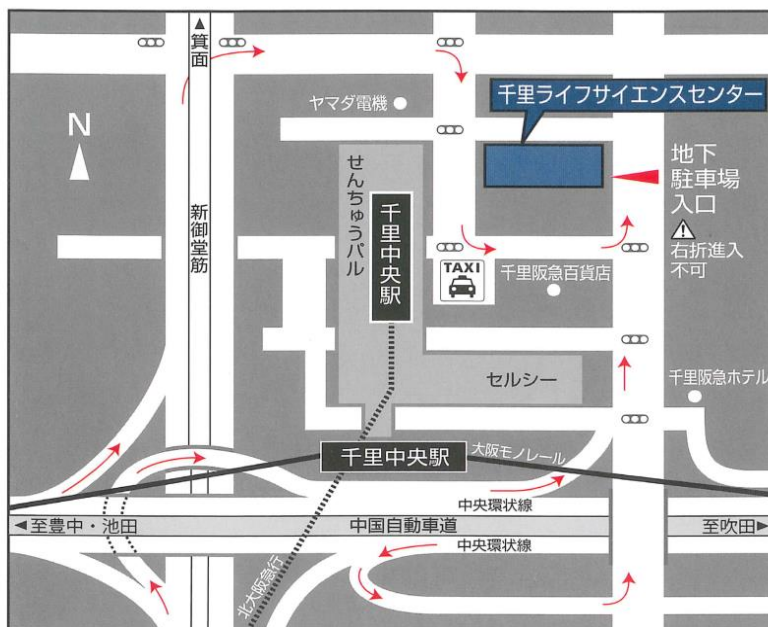 ▲箕面
ヤマダ電機
千里ライフサイエンスセンター
N
せんちゅうパル
地下
駐車場
入口
右折進入
不可
新御堂筋
千里中央駅
TAXI
千里阪急百貨店
セルシー
千里阪急ホテル
千里中央駅
大阪モノレール
中央環状線
◀至豊中・池田
中国自動車道
至吹田▶
中央環状線
北大阪急行